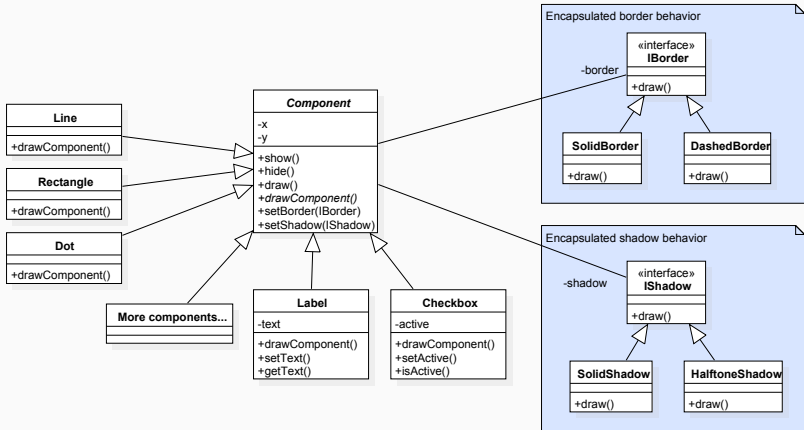 Encapsulated border behavior
«interface»
IBorder
+draw()
-border
SolidBorder
+draw()
DashedBorder
+draw()
Component
-x
-y
+show()
+hide()
+draw()
+drawComponent()
+setBorder(IBorder)
+setShadow(IShadow)
Line
+drawComponent()
Rectangle
+drawComponent()
Dot
+drawComponent()
More components...
Label
-text
+drawComponent()
+setText()
+getText()
Checkbox
-active
+drawComponent()
+setActive()
+isActive()
Encapsulated shadow behavior
«interface»
IShadow
+draw()
-shadow
SolidShadow
+draw()
HalftoneShadow
+draw()